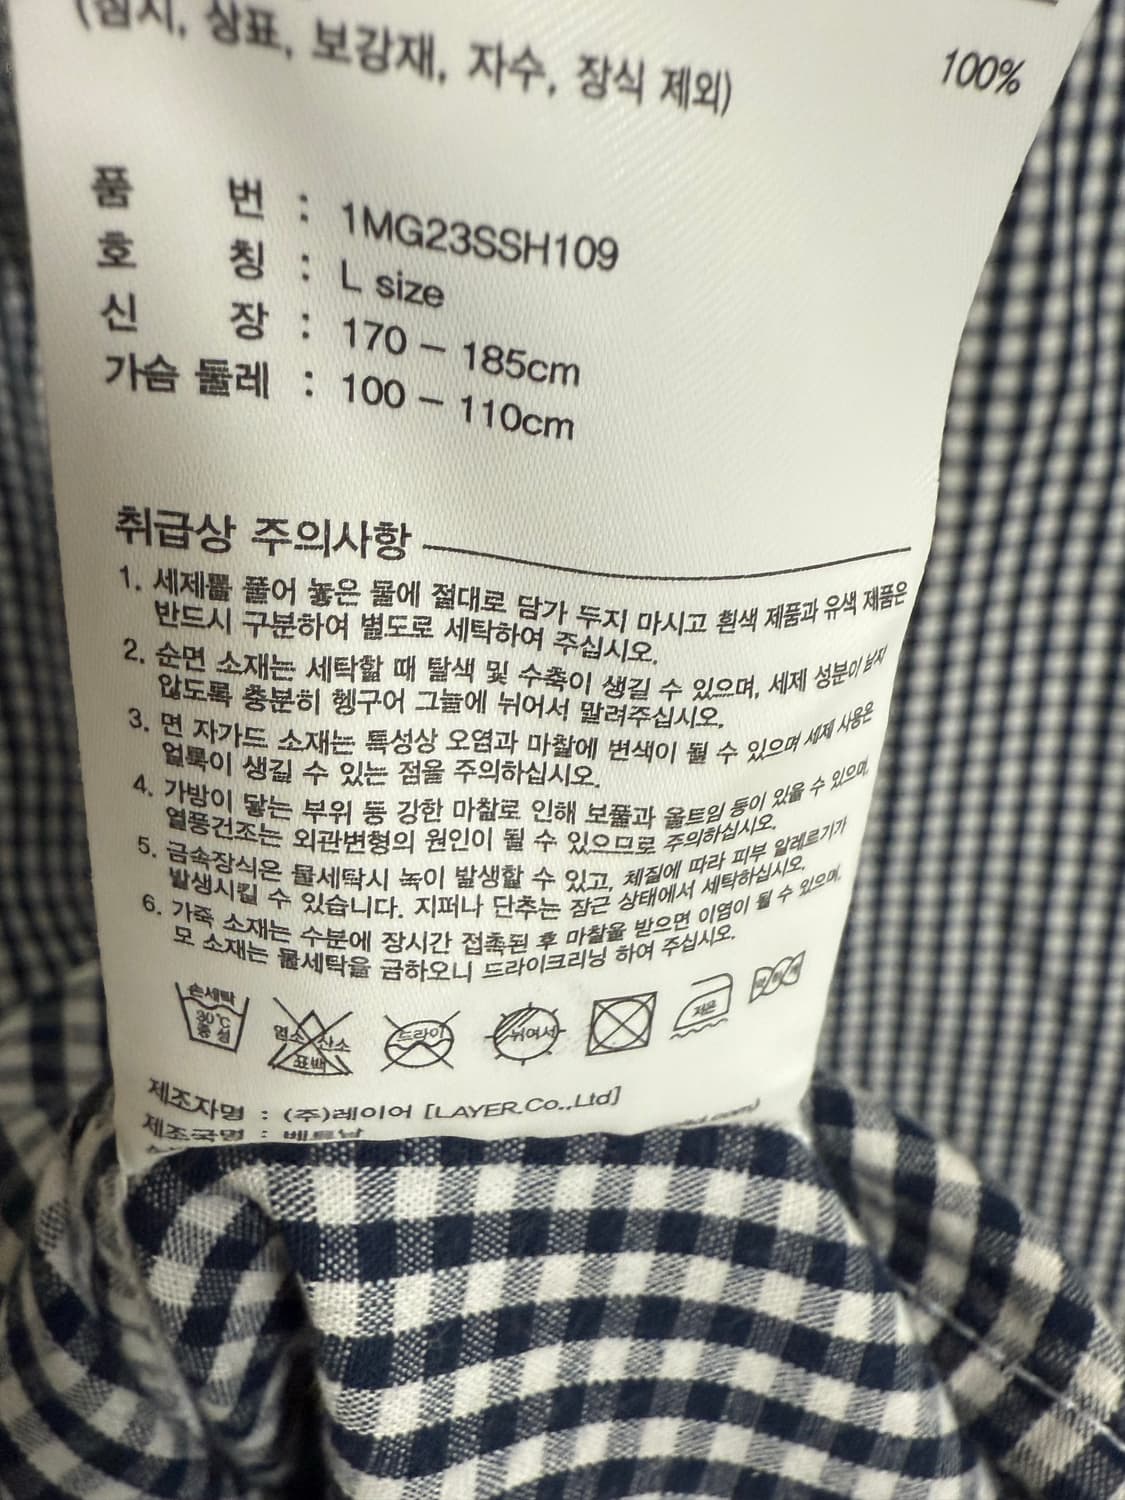 (심지, 상표, 보강재, 자수, 장식 제외)
100%
품 번 : 1MG23SSH109
호 칭 : L size
신 장 : 170 - 185cm
가슴 둘레 : 100 - 110cm
취급상 주의사항
1. 세제를 풀어 놓은 물에 절대로 담가 두지 마시고 흰색 제품과 유색 제품은
반드시 구분하여 별도로 세탁하여 주십시오.
2. 순면 소재는 세탁할 때 탈색 및 수축이 생길 수 있으며, 세제 성분이 남지
않도록 충분히 헹구어 그늘에 뉘어서 말려주십시오.
3. 면 자가드 소재는 특성상 오염과 마찰에 변색이 될 수 있으며 세제 사용은
얼룩이 생길 수 있는 점을 주의하십시오.
4. 가방이 닿는 부위 등 강한 마찰로 인해 보풀과 올트임 등이 있을 수 있으며,
열풍건조는 외관변형의 원인이 될 수 있으므로 주의하십시오.
5. 금속장식은 물세탁시 녹이 발생할 수 있고, 체질에 따라 피부 알레르기가
발생시킬 수 있습니다. 지퍼나 단추는 잠근 상태에서 세탁하십시오.
6. 가죽 소재는 수분에 장시간 접촉된 후 마찰을 받으면 이염이 될 수 있으며,
모 소재는 물세탁을 금하오니 드라이크리닝 하여 주십시오.
손세탁
30℃
중성
염소 산소
표백
드라이
뉘어서
저온
약하게
제조자명 : (주)레이어 [LAYER.Co.,Ltd]
제조국명 : 베트남